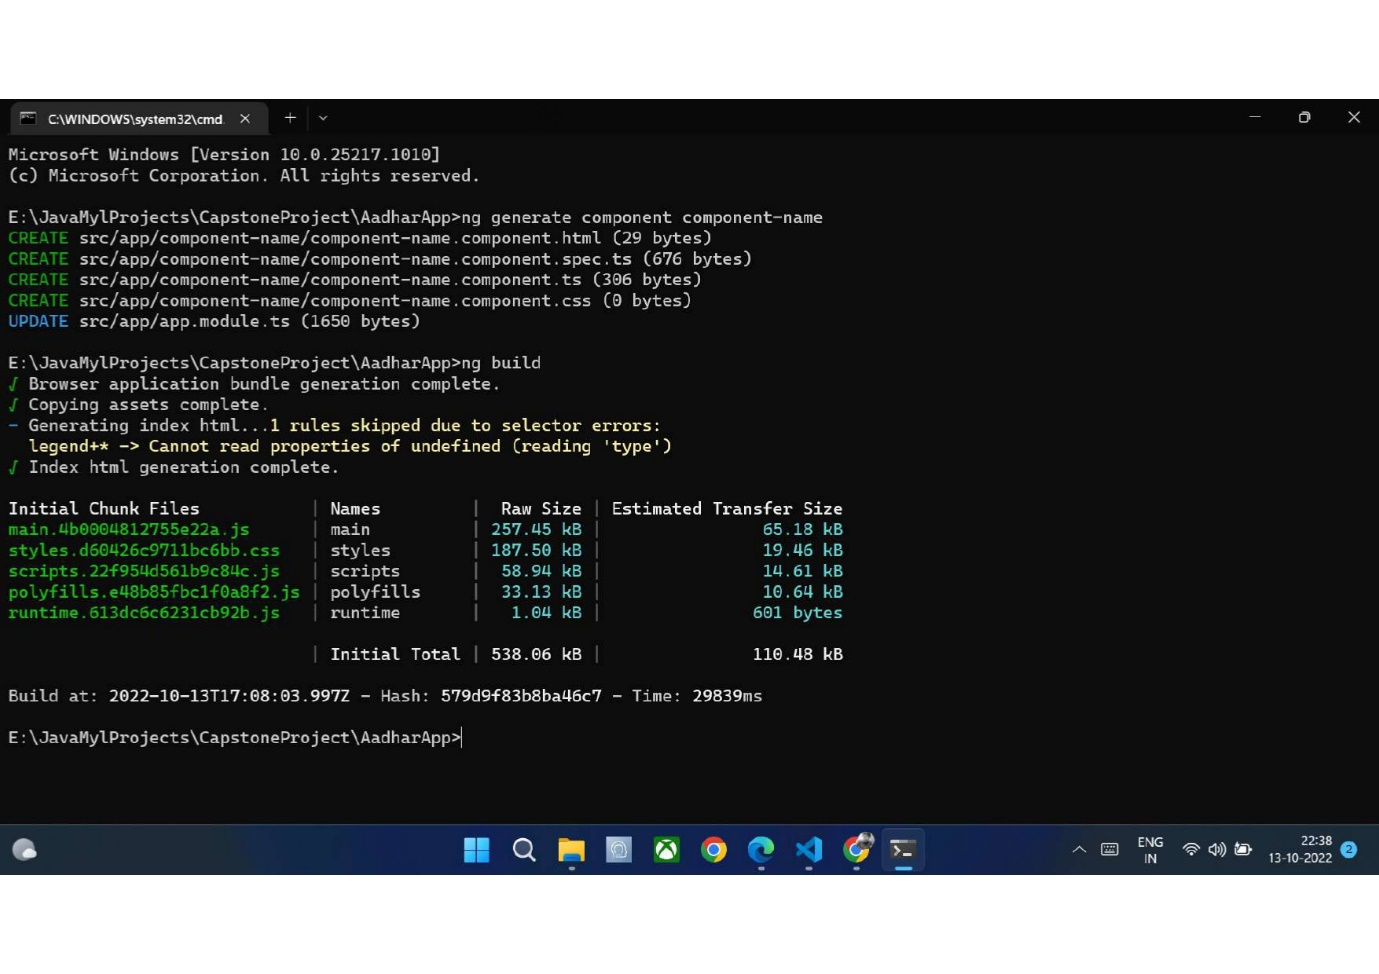 C:\WINDOWS\system32\cmd.
Microsoft Windows [Version 10.0.25217.1010]
(c) Microsoft Corporation. All rights reserved.
E:\JavaMylProjects\CapstoneProject\AadharApp>ng generate component component-name
CREATE src/app/component-name/component-name.component.html (29 bytes)
CREATE src/app/component-name/component-name.component.spec.ts (676 bytes)
CREATE src/app/component-name/component-name.component.ts (306 bytes)
CREATE src/app/component-name/component-name.component.css (0 bytes)
UPDATE src/app/app.module.ts (1650 bytes)
E:\JavaMylProjects\CapstoneProject\AadharApp>ng build
√ Browser application bundle generation complete.
√ Copying assets complete.
- Generating index html...1 rules skipped due to selector errors:
legend+* -> Cannot read properties of undefined (reading 'type')
√ Index html generation complete.
Initial Chunk Files | Names | Raw Size | Estimated Transfer Size
main.4b0004812755e22a.js | main | 257.45 kB | 65.18 kB
styles.d60426c9711bc6bb.css | styles | 187.50 kB | 19.46 kB
scripts.22f954d561b9c84c.js | scripts | 58.94 kB | 14.61 kB
polyfills.e48b85fbc1f0a8f2.js | polyfills | 33.13 kB | 10.64 kB
runtime.613dc6c6231cb92b.js | runtime | 1.04 kB | 601 bytes
| Initial Total | 538.06 kB | 110.48 kB
Build at: 2022-10-13T17:08:03.997Z - Hash: 579d9f83b8ba46c7 - Time: 29839ms
E:\JavaMylProjects\CapstoneProject\AadharApp>
ENG
IN
22:38
13-10-2022
2